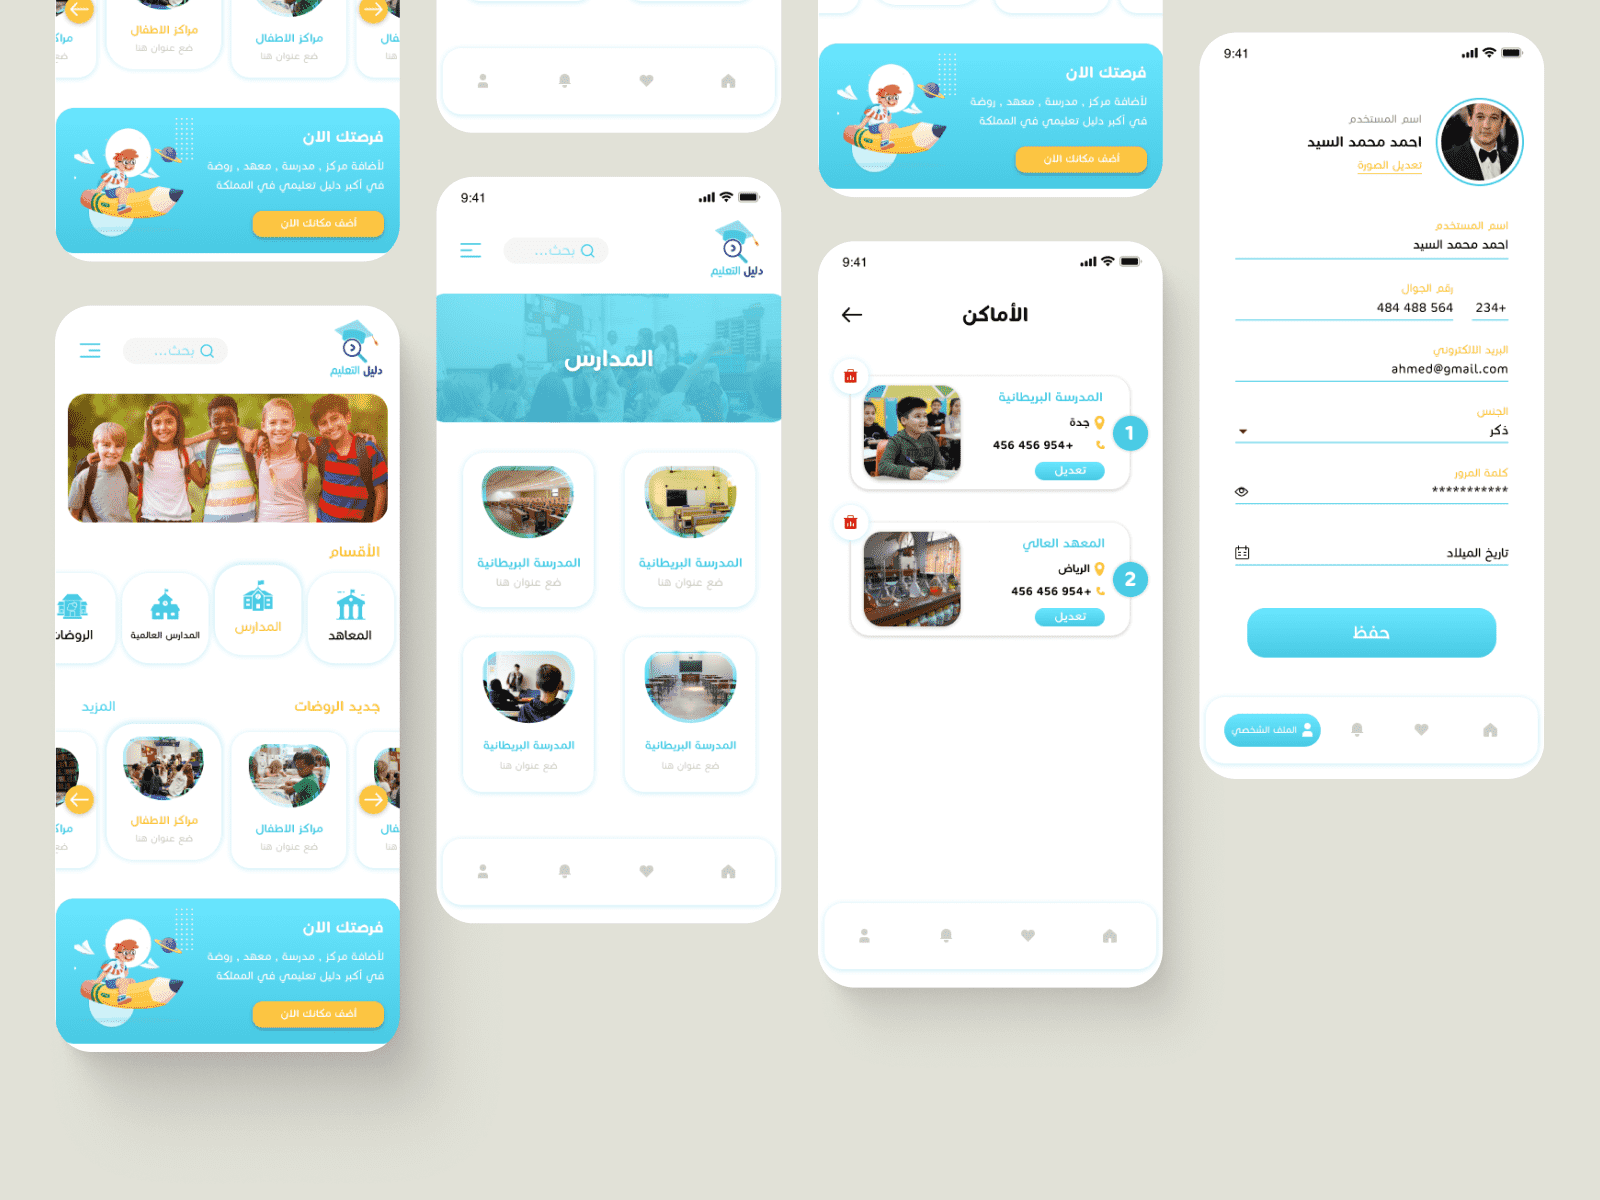 مراكز الاطفال
ضع عنوان هنا
مراكز الاطفال
ضع عنوان هنا
فرصتك الان
لأضافة مركز , مدرسة , معهد , روضة
في أكبر دليل تعليمي في المملكة
أضف مكانك الان
دليل التعليم
بحث...
الأقسام
المعاهد
المدارس
المدارس العالمية
الروضات
جديد الروضات
المزيد
مراكز الاطفال
ضع عنوان هنا
مراكز الاطفال
ضع عنوان هنا
فرصتك الان
لأضافة مركز , مدرسة , معهد , روضة
في أكبر دليل تعليمي في المملكة
أضف مكانك الان
9:41
دليل التعليم
بحث...
المدارس
المدرسة البريطانية
ضع عنوان هنا
المدرسة البريطانية
ضع عنوان هنا
المدرسة البريطانية
ضع عنوان هنا
المدرسة البريطانية
ضع عنوان هنا
فرصتك الان
لأضافة مركز , مدرسة , معهد , روضة
في أكبر دليل تعليمي في المملكة
أضف مكانك الان
9:41
الأماكن
1
المدرسة البريطانية
جدة
456 456 954+
تعديل
2
المعهد العالي
الرياض
456 456 954+
تعديل
9:41
اسم المستخدم
احمد محمد السيد
تعديل الصورة
اسم المستخدم
احمد محمد السيد
رقم الجوال
234+
484 488 564
البريد الالكتروني
ahmed@gmail.com
الجنس
ذكر
كلمة المرور
***********
تاريخ الميلاد
حفظ
الملف الشخصي